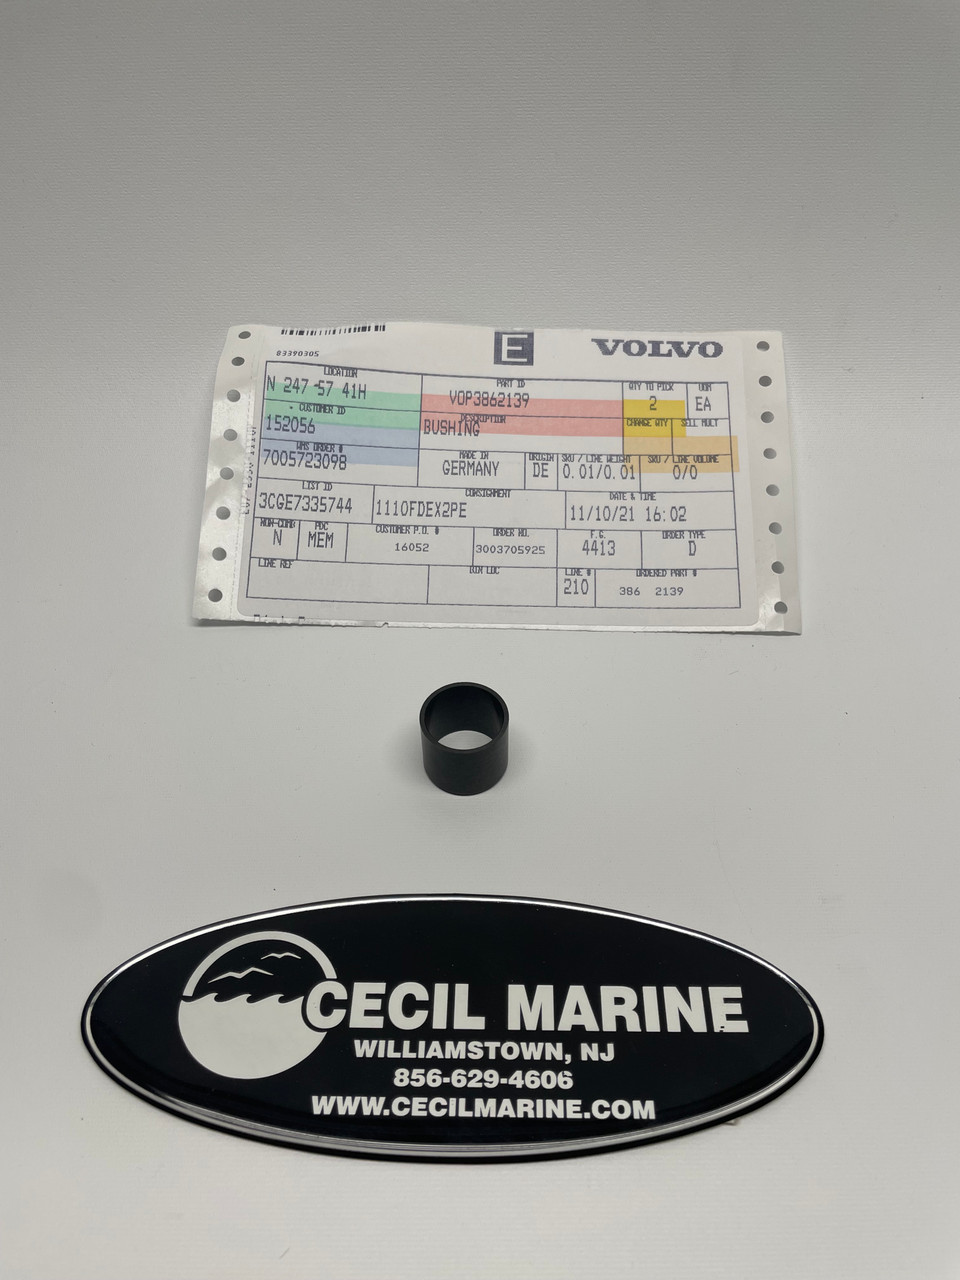 83390305
E
VOLVO
LOCATION
N 247 57 41H
PART ID
VOP3862139
QTY TO PICK
2
UOM
EA
CUSTOMER ID
152056
DESCRIPTION
BUSHING
CHANGE QTY
SELL MULT
WMS ORDER #
7005723098
MADE IN
GERMANY
ORIGIN
DE
SKU / LINE WEIGHT
0.01/0.01
SKU / LINE VOLUME
0/0
LIST ID
3CGE7335744
CONSIGNMENT
1110FDEX2PE
DATE & TIME
11/10/21 16:02
NON-CONV
N
PDC
MEM
CUSTOMER P.O. #
16052
ORDER NO.
3003705925
F.G.
4413
ORDER TYPE
D
LINE REF
BIN LOC
LINE #
210
ORDERED PART #
386 2139
CECIL MARINE
WILLIAMSTOWN, NJ
856-629-4606
WWW.CECILMARINE.COM